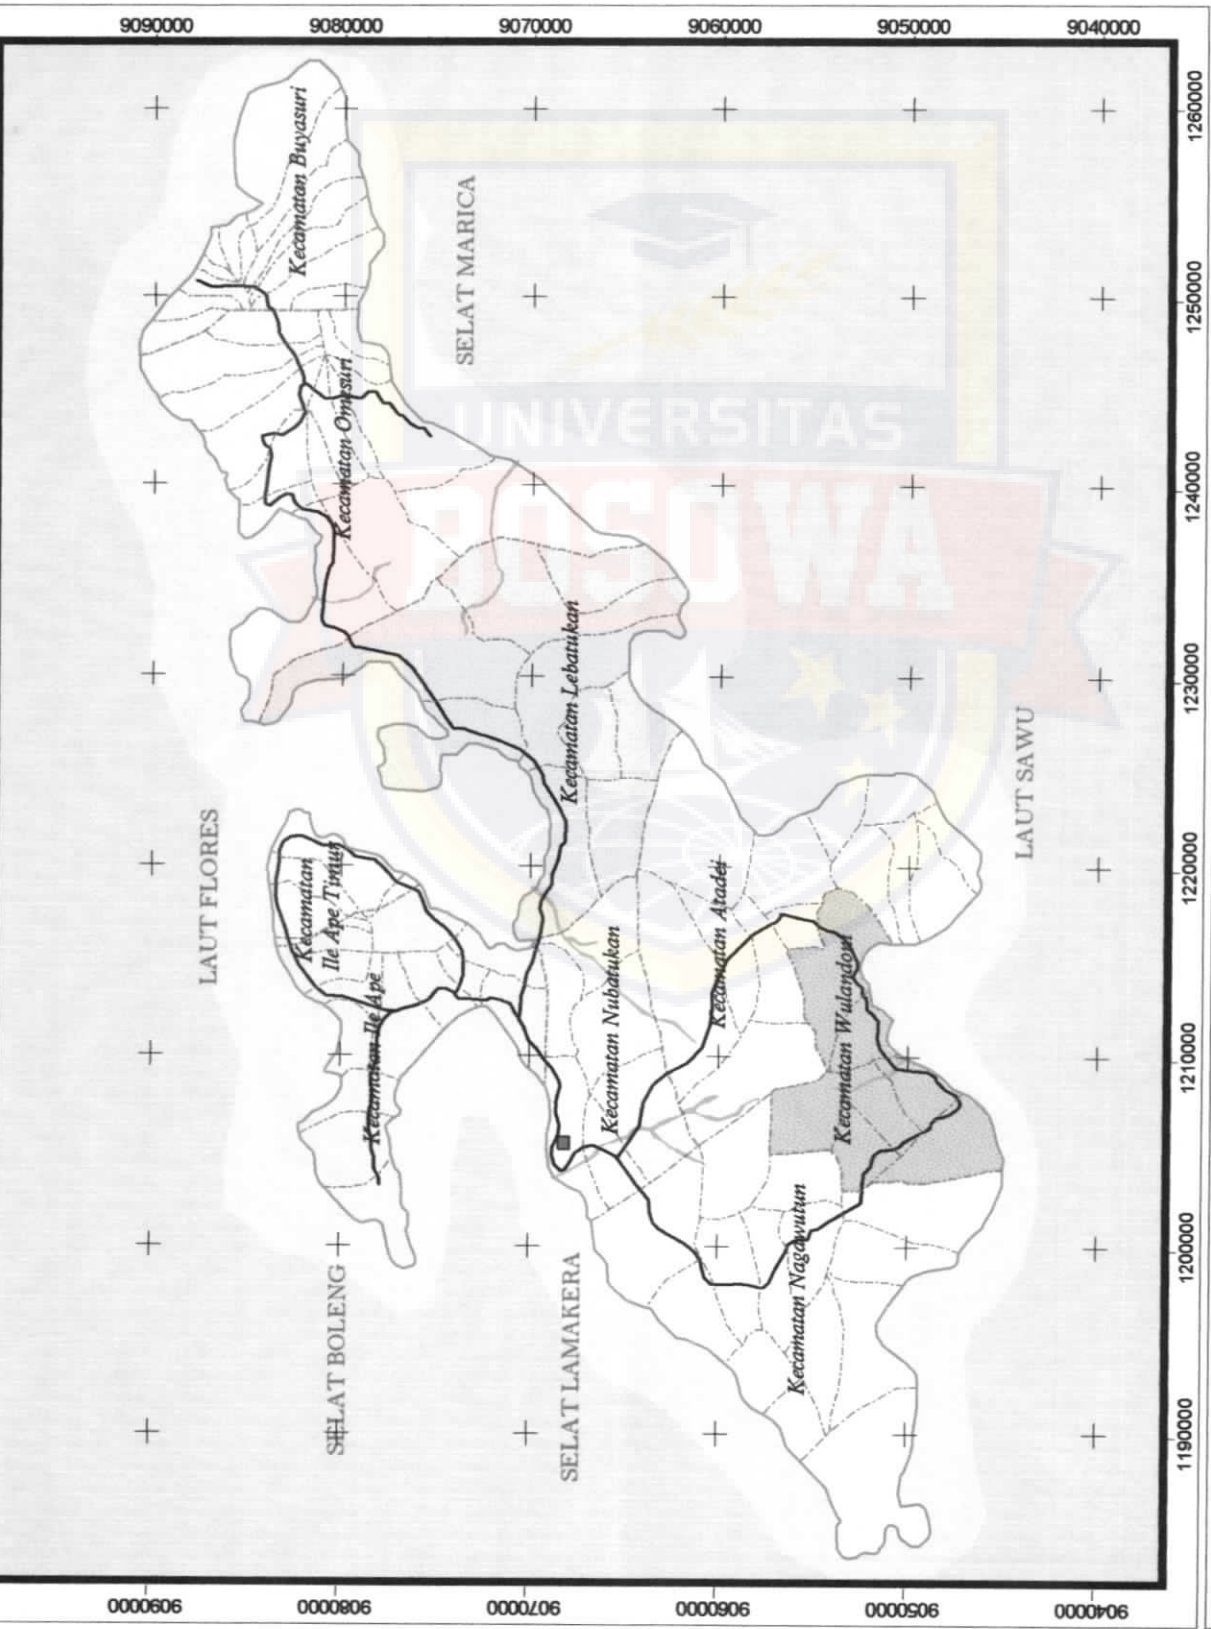 9090000 9080000 9070000 9060000 9050000 9040000
1260000
1250000
1240000
1230000
1220000
1210000
1200000
1190000
Kecamatan Buyasuri
SELAT MARICA
Kecamatan Omesuri
UNIVERSITAS
BOSOWA
Kecamatan Lebatukan
LAUT SAWU
LAUT FLORES
Kecamatan
Ile Ape Timur
Kecamatan Ile Ape
Kecamatan Nubatukan
Kecamatan Atadei
Kecamatan Wulandoni
Kecamatan Nagawutun
SELAT BOLENG
SELAT LAMAKERA
9090000 9080000 9070000 9060000 9050000 9040000